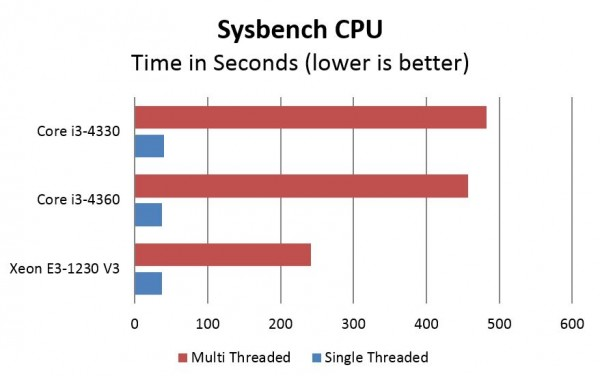 Sysbench CPU
Time in Seconds (lower is better)
Core i3-4330
Core i3-4360
Xeon E3-1230 V3
0 100 200 300 400 500 600
Multi Threaded Single Threaded